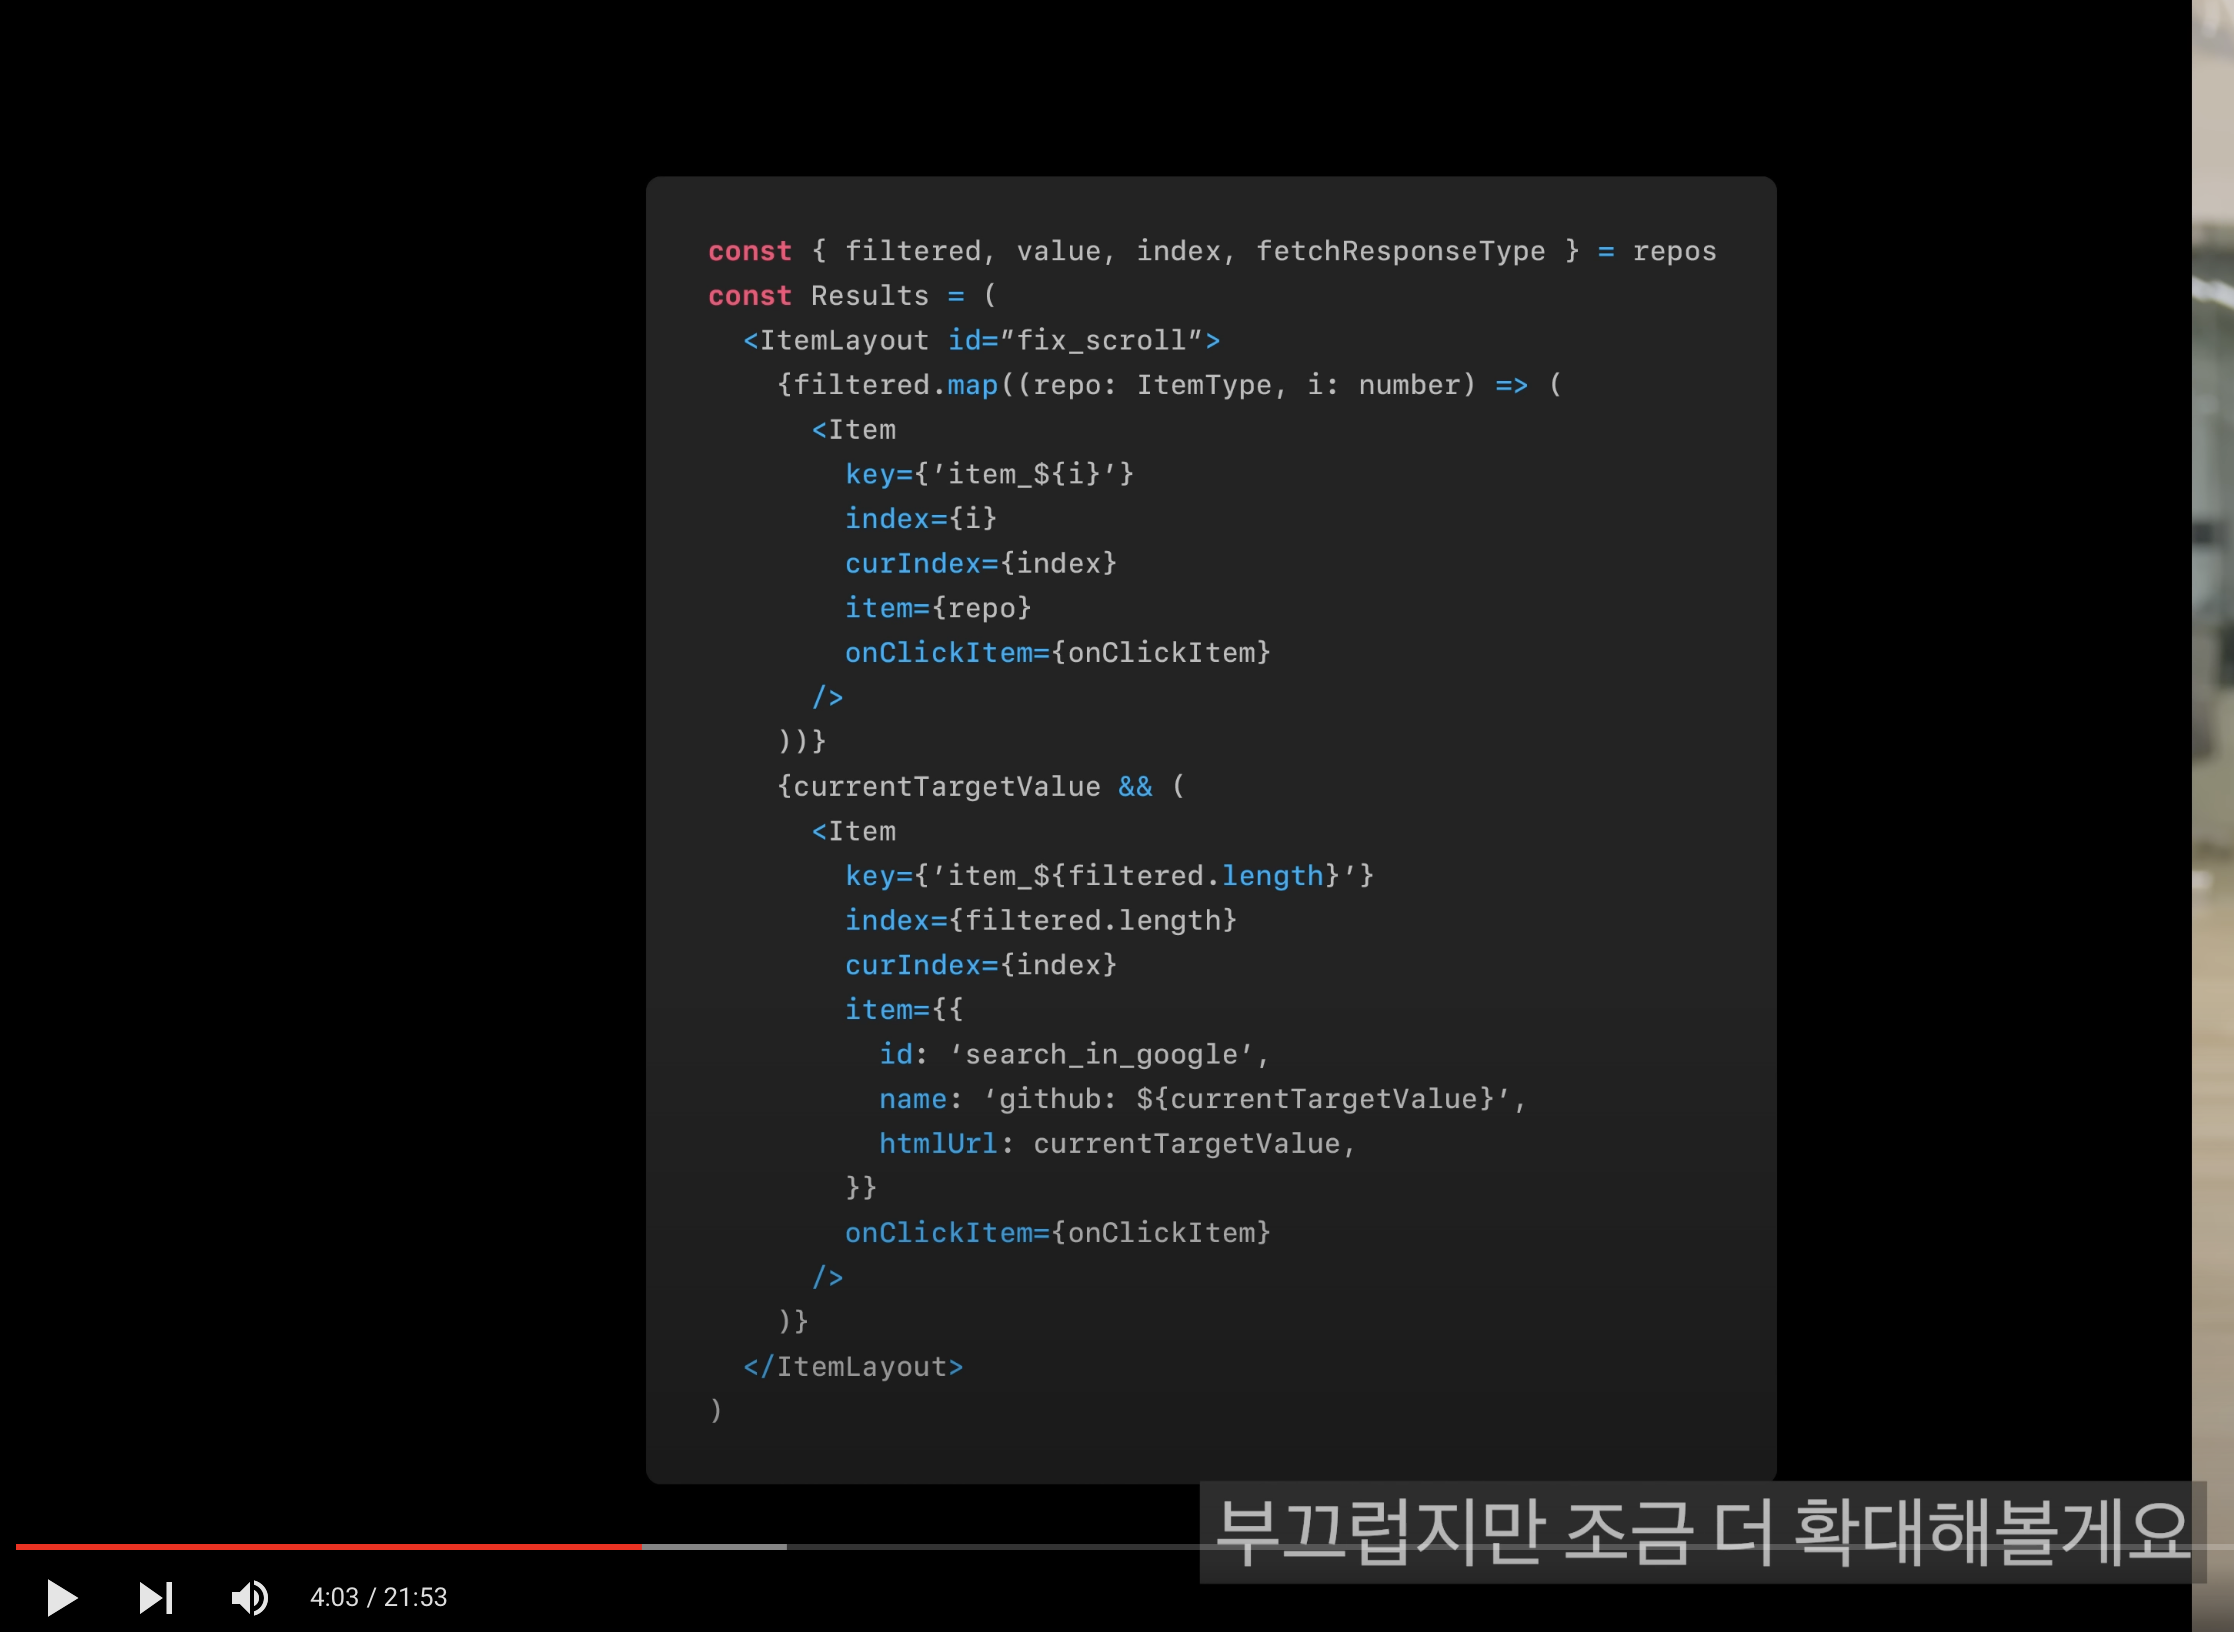 const { filtered, value, index, fetchResponseType } = repos
const Results = (
  <ItemLayout id=”fix_scroll”>
    {filtered.map((repo: ItemType, i: number) => (
      <Item
        key={’item_${i}’}
        index={i}
        curIndex={index}
        item={repo}
        onClickItem={onClickItem}
      />
    ))}
    {currentTargetValue && (
      <Item
        key={’item_${filtered.length}’}
        index={filtered.length}
        curIndex={index}
        item={{
          id: ‘search_in_google’,
          name: ‘github: ${currentTargetValue}’,
          htmlUrl: currentTargetValue,
        }}
        onClickItem={onClickItem}
      />
    )}
  </ItemLayout>
)
부끄럽지만 조금 더 확대해볼게요
4:03 / 21:53